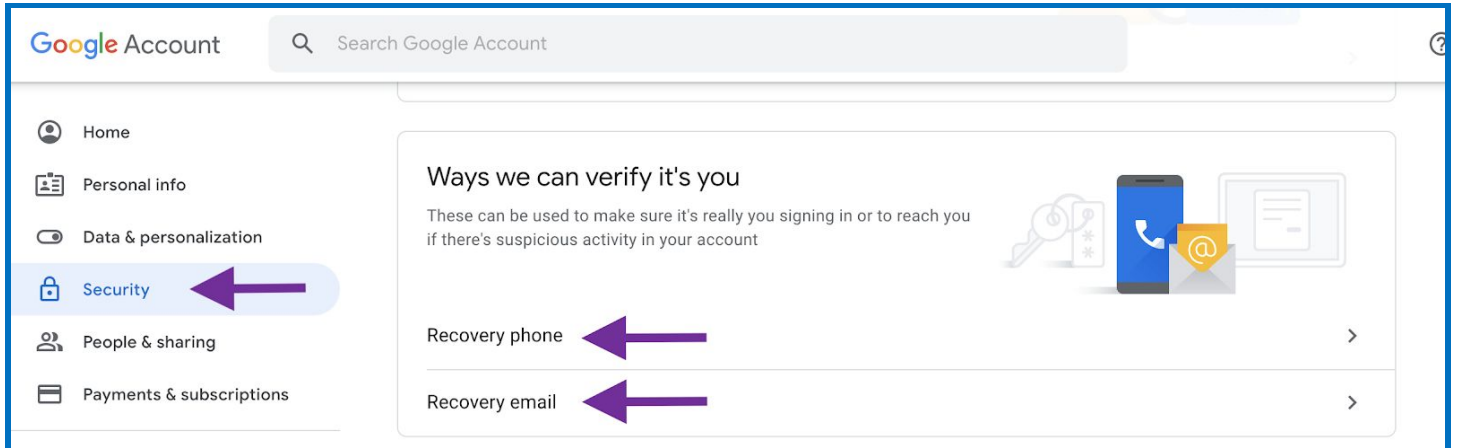 Google Account
Search Google Account
Home
Personal info
Data & personalization
Security
People & sharing
Payments & subscriptions
Ways we can verify it's you
These can be used to make sure it's really you signing in or to reach you
if there's suspicious activity in your account
Recovery phone
Recovery email